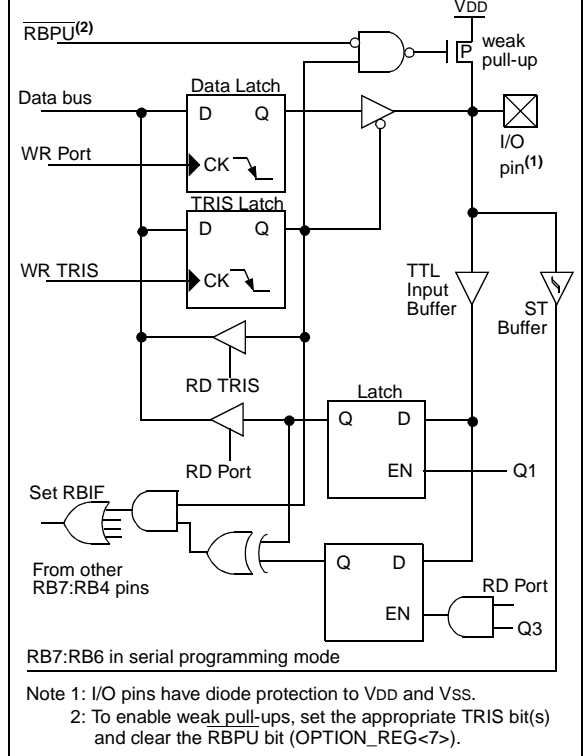 VDD
RBPU(2)
P
weak
pull-up
Data Latch
Data bus
D
Q
I/O
pin(1)
WR Port
CK
TRIS Latch
D
Q
WR TRIS
CK
TTL
Input
Buffer
ST
Buffer
RD TRIS
Latch
Q
D
RD Port
EN
Q1
Set RBIF
From other
RB7:RB4 pins
Q
D
RD Port
EN
Q3
RB7:RB6 in serial programming mode
Note 1: I/O pins have diode protection to VDD and VSS.
2: To enable weak pull-ups, set the appropriate TRIS bit(s)
and clear the RBPU bit (OPTION_REG<7>).